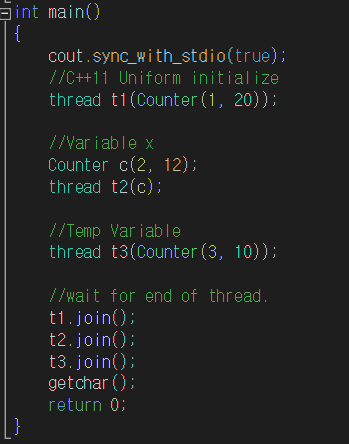 int main()
{
cout.sync_with_stdio(true);
//C++11 Uniform initialize
thread t1(Counter(1, 20));
//Variable x
Counter c(2, 12);
thread t2(c);
//Temp Variable
thread t3(Counter(3, 10));
//wait for end of thread.
t1.join();
t2.join();
t3.join();
getchar();
return 0;
}